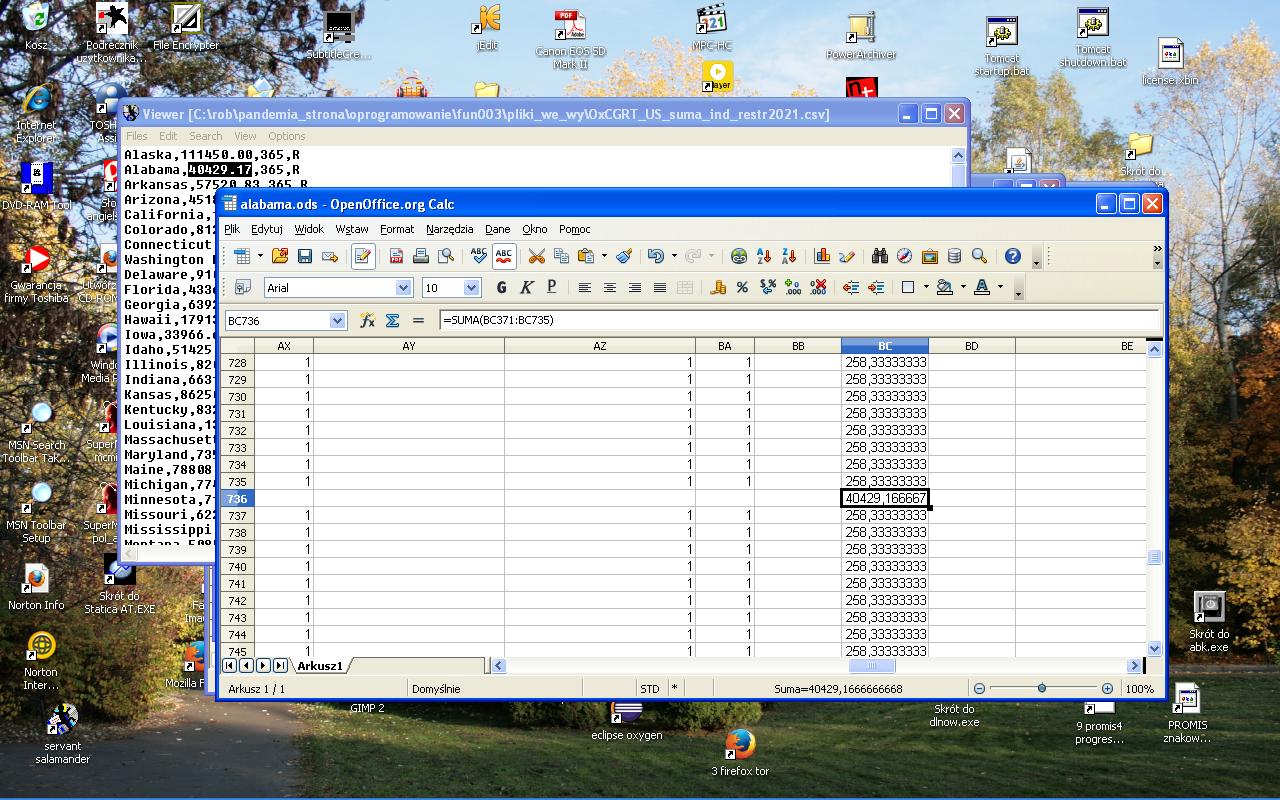 Kosz
Podręcznik użytkownika...
File Encrypter
SubtitleCre...
jEdit
Canon EOS 5D Mark II
MPC-HC
PowerArchiver
Tomcat startup.bat
Tomcat shutdown.bat
license.xbin
Internet Explorer
Skrót do
DVD-RAM Tool
Gwarancja firmy Toshiba
MSN Search Toolbar Tak...
MSN Toolbar Setup
Norton Info
Norton Inter...
servant salamander
Skrót do Statica AT.EXE
Mozilla F
GIMP 2
eclipse oxygen
3 firefox tor
Skrót do dlnow.exe
9 promis4 progres...
PROMIS znakow...
Skrót do abk.exe
Viewer [C:\rob\pandemia_strona\oprogramowanie\fun003\pliki_we_wy\OxCGRT_US_suma_ind_restr2021.csv]
Files Edit Search View Options
Alaska,111450.00,365,R
Alabama,40429.17,365,R
Arkansas,57520.83,365,R
Arizona,4518
California,
Colorado,812
Connecticut
Washington
Delaware,910
Florida,433
Georgia,6392
Hawaii,1791
Iowa,33966.
Idaho,51425
Illinois,820
Indiana,6637
Kansas,8625
Kentucky,832
Louisiana,13
Massachusett
Maryland,735
Maine,78808
Michigan,774
Minnesota,7
Missouri,622
Mississippi
Montana,508
alabama.ods - OpenOffice.org Calc
Plik Edytuj Widok Wstaw Format Narzędzia Dane Okno Pomoc
Arial 10 G K P
BC736 =SUMA(BC371:BC735)
AX AY AZ BA BB BC BD BE
728 1 1 1 258,33333333
729 1 1 1 258,33333333
730 1 1 1 258,33333333
731 1 1 1 258,33333333
732 1 1 1 258,33333333
733 1 1 1 258,33333333
734 1 1 1 258,33333333
735 1 1 1 258,33333333
736 40429,166667
737 1 1 1 258,33333333
738 1 1 1 258,33333333
739 1 1 1 258,33333333
740 1 1 1 258,33333333
741 1 1 1 258,33333333
742 1 1 1 258,33333333
743 1 1 1 258,33333333
744 1 1 1 258,33333333
745 1 1 1 258,33333333
Arkusz1
Arkusz 1 / 1 Domyślnie STD * Suma=40429,1666666668 100%